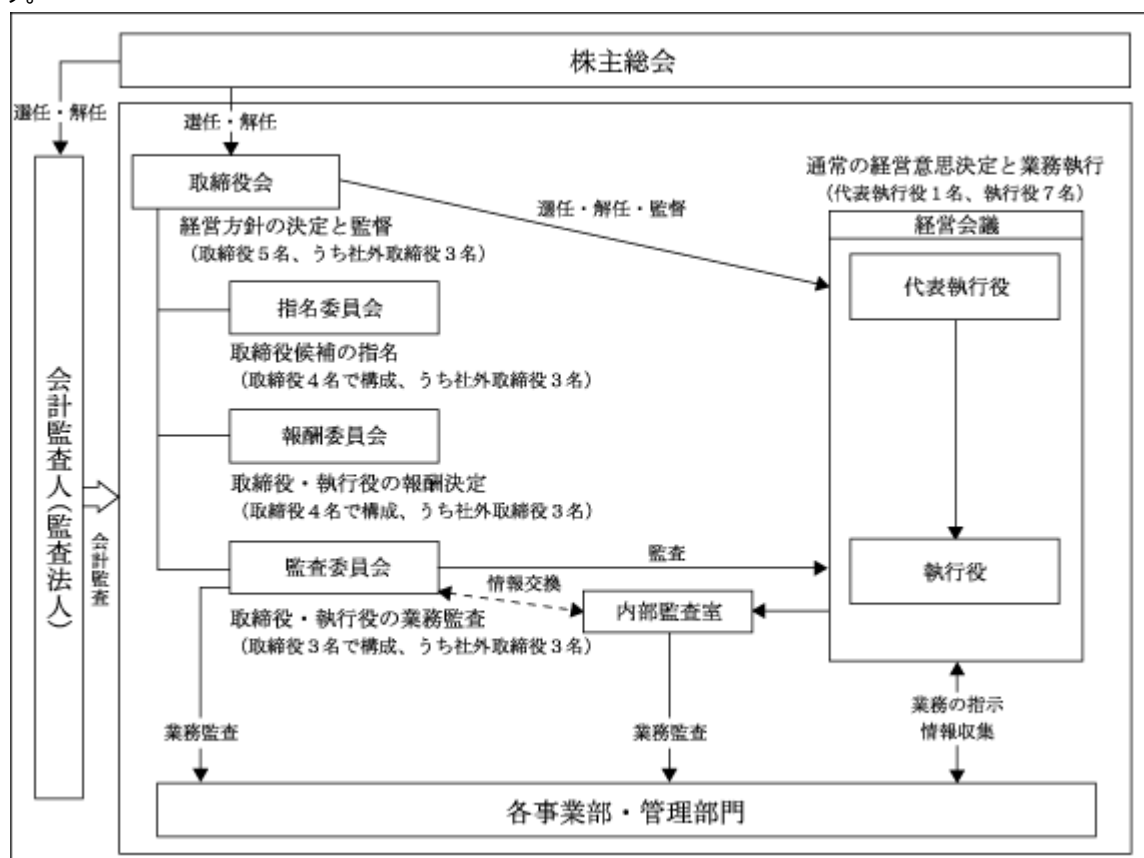 す。
株主総会
選任・解任
選任・解任
取締役会
経営方針の決定と監督
（取締役５名、うち社外取締役３名）
選任・解任・監督
通常の経営意思決定と業務執行
（代表執行役１名、執行役７名）
経営会議
代表執行役
指名委員会
取締役候補の指名
（取締役４名で構成、うち社外取締役３名）
報酬委員会
取締役・執行役の報酬決定
（取締役４名で構成、うち社外取締役３名）
会計監査人（監査法人）
会計監査
監査委員会
監査
情報交換
執行役
内部監査室
取締役・執行役の業務監査
（取締役３名で構成、うち社外取締役３名）
業務監査
業務監査
業務の指示
情報収集
各事業部・管理部門